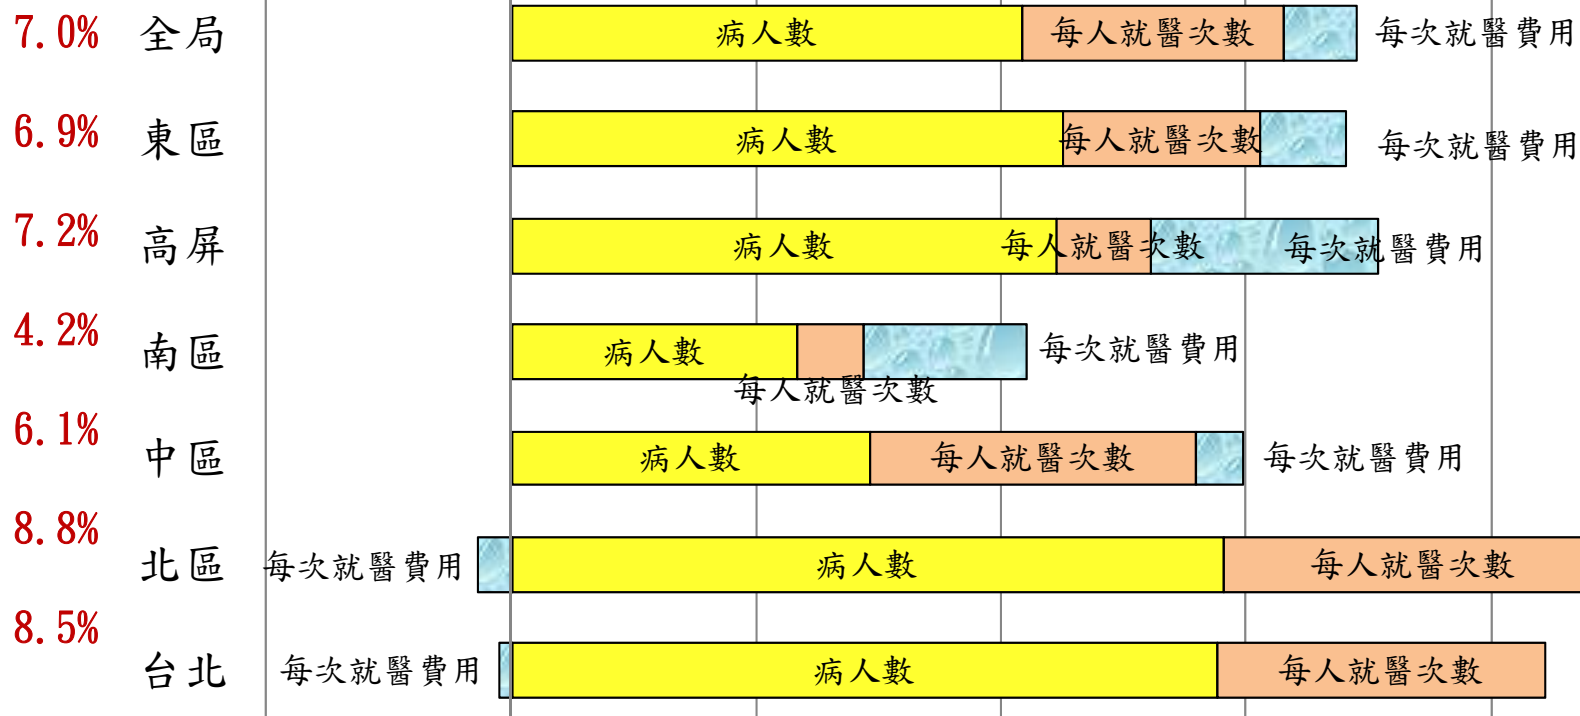 7.0% 全局 病人數 每人就醫次數 每次就醫費用
6.9% 東區 病人數 每人就醫次數 每次就醫費用
7.2% 高屏 病人數 每人就醫次數 每次就醫費用
4.2% 南區 病人數 每次就醫費用
每人就醫次數
6.1% 中區 病人數 每人就醫次數 每次就醫費用
8.8% 北區 每次就醫費用 病人數 每人就醫次數
8.5% 台北 每次就醫費用 病人數 每人就醫次數